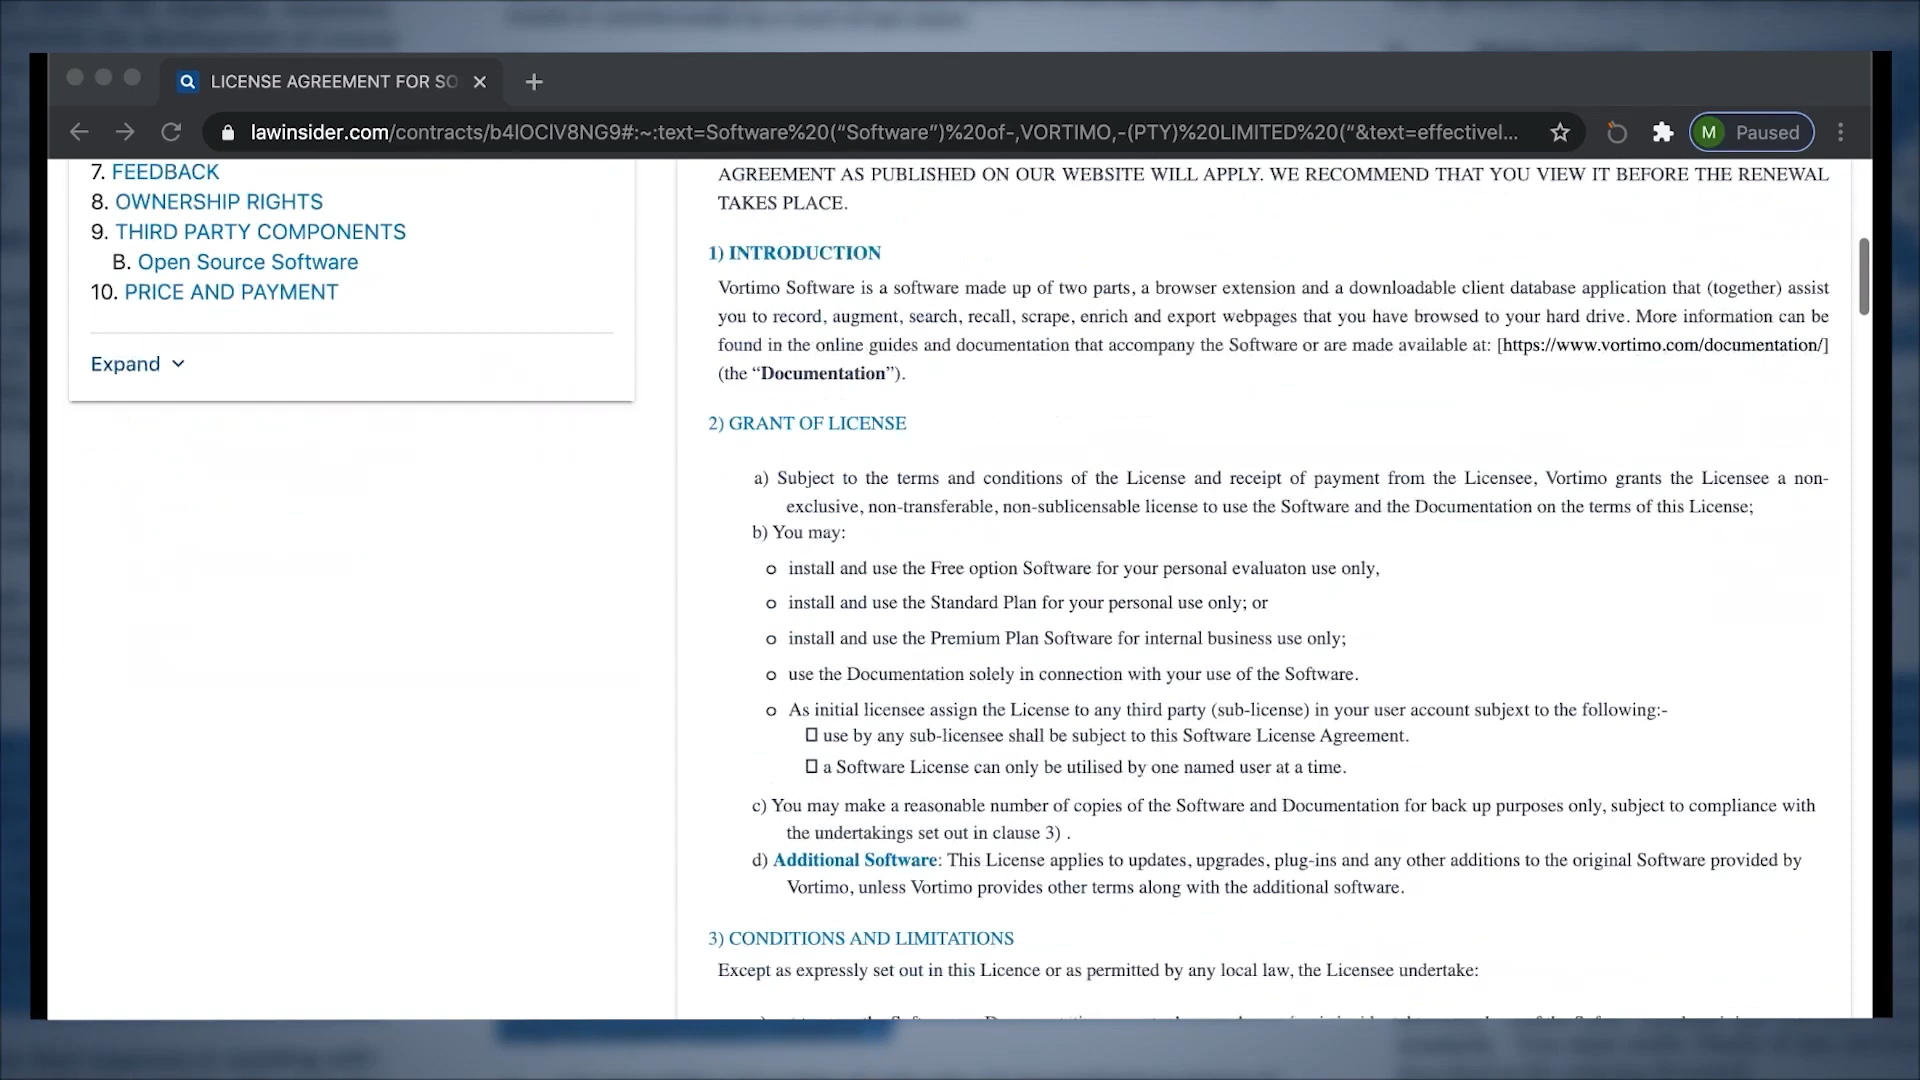 LICENSE AGREEMENT FOR SO
lawinsider.com/contracts/b4lOClV8NG9#:~:text=Software%20(“Software”)%20of-,VORTIMO,-(PTY)%20LIMITED%20(“&text=effectivel...
M Paused
7. FEEDBACK
8. OWNERSHIP RIGHTS
9. THIRD PARTY COMPONENTS
B. Open Source Software
10. PRICE AND PAYMENT
Expand
AGREEMENT AS PUBLISHED ON OUR WEBSITE WILL APPLY. WE RECOMMEND THAT YOU VIEW IT BEFORE THE RENEWAL
TAKES PLACE.
1) INTRODUCTION
Vortimo Software is a software made up of two parts, a browser extension and a downloadable client database application that (together) assist
you to record, augment, search, recall, scrape, enrich and export webpages that you have browsed to your hard drive. More information can be
found in the online guides and documentation that accompany the Software or are made available at: [https://www.vortimo.com/documentation/]
(the “Documentation”).
2) GRANT OF LICENSE
a) Subject to the terms and conditions of the License and receipt of payment from the Licensee, Vortimo grants the Licensee a non-
exclusive, non-transferable, non-sublicensable license to use the Software and the Documentation on the terms of this License;
b) You may:
o install and use the Free option Software for your personal evaluaton use only,
o install and use the Standard Plan for your personal use only; or
o install and use the Premium Plan Software for internal business use only;
o use the Documentation solely in connection with your use of the Software.
o As initial licensee assign the License to any third party (sub-license) in your user account subjext to the following:-
use by any sub-licensee shall be subject to this Software License Agreement.
a Software License can only be utilised by one named user at a time.
c) You may make a reasonable number of copies of the Software and Documentation for back up purposes only, subject to compliance with
the undertakings set out in clause 3) .
d) Additional Software: This License applies to updates, upgrades, plug-ins and any other additions to the original Software provided by
Vortimo, unless Vortimo provides other terms along with the additional software.
3) CONDITIONS AND LIMITATIONS
Except as expressly set out in this Licence or as permitted by any local law, the Licensee undertake: